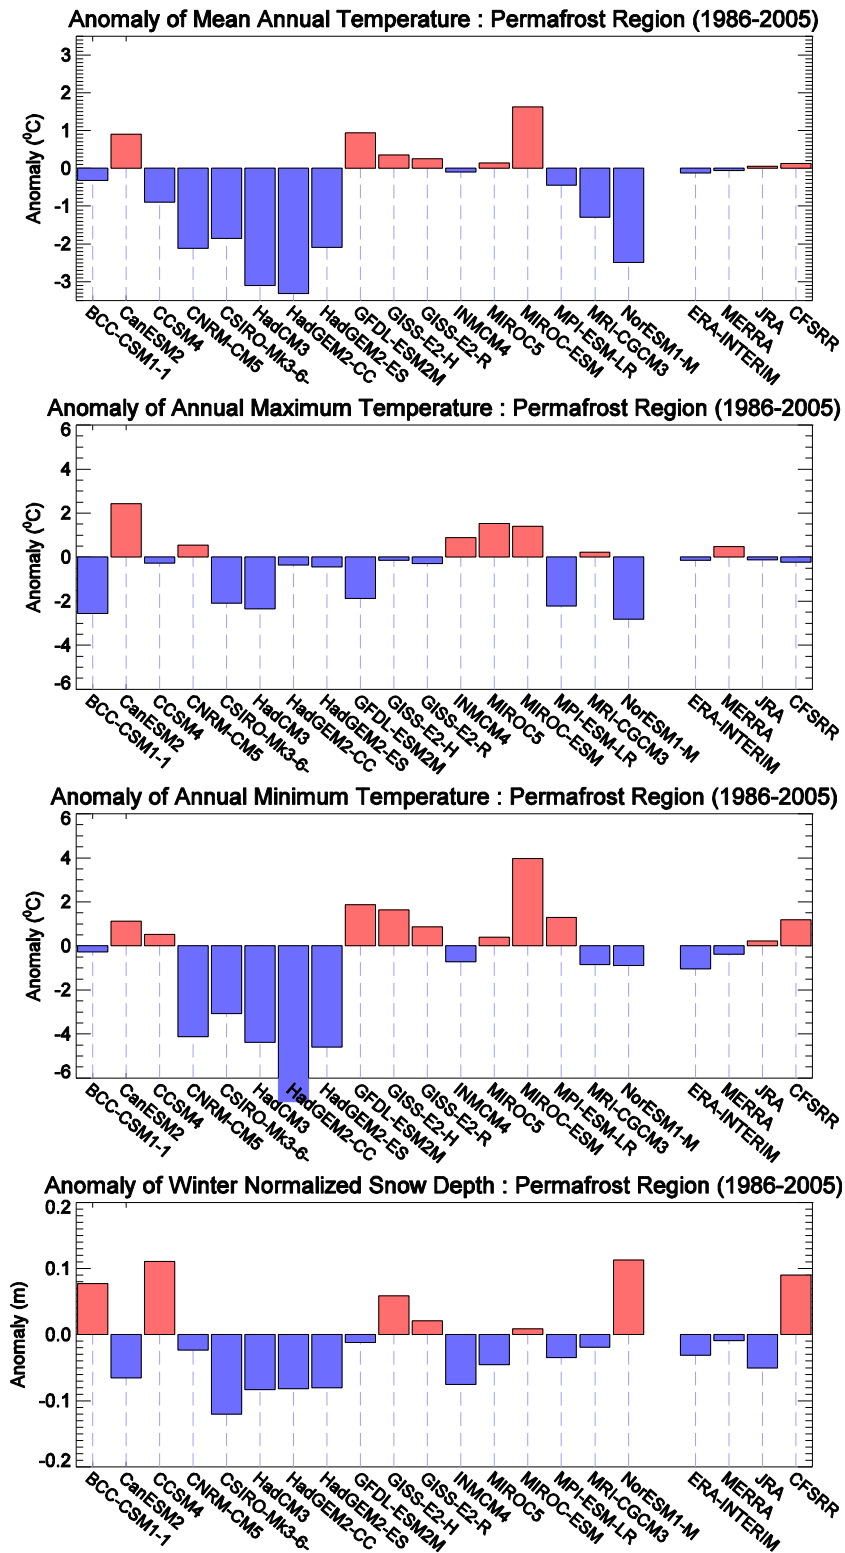 Anomaly of Mean Annual Temperature : Permafrost Region (1986-2005)
3
2
1
0
-1
-2
-3
Anomaly (⁰C)
BCC-CSM1-1
CanESM2
CCSM4
CNRM-CM5
CSIRO-Mk3-6-
HadCM3
HadGEM2-CC
HadGEM2-ES
GFDL-ESM2M
GISS-E2-H
GISS-E2-R
INMCM4
MIROC5
MIROC-ESM
MPI-ESM-LR
MRI-CGCM3
NorESM1-M
ERA-INTERIM
MERRA
JRA
CFSRR
Anomaly of Annual Maximum Temperature : Permafrost Region (1986-2005)
6
4
2
0
-2
-4
-6
Anomaly (⁰C)
BCC-CSM1-1
CanESM2
CCSM4
CNRM-CM5
CSIRO-Mk3-6-
HadCM3
HadGEM2-CC
HadGEM2-ES
GFDL-ESM2M
GISS-E2-H
GISS-E2-R
INMCM4
MIROC5
MIROC-ESM
MPI-ESM-LR
MRI-CGCM3
NorESM1-M
ERA-INTERIM
MERRA
JRA
CFSRR
Anomaly of Annual Minimum Temperature : Permafrost Region (1986-2005)
6
4
2
0
-2
-4
-6
Anomaly (⁰C)
BCC-CSM1-1
CanESM2
CCSM4
CNRM-CM5
CSIRO-Mk3-6-
HadCM3
HadGEM2-CC
HadGEM2-ES
GFDL-ESM2M
GISS-E2-H
GISS-E2-R
INMCM4
MIROC5
MIROC-ESM
MPI-ESM-LR
MRI-CGCM3
NorESM1-M
ERA-INTERIM
MERRA
JRA
CFSRR
Anomaly of Winter Normalized Snow Depth : Permafrost Region (1986-2005)
0.2
0.1
0.0
-0.1
-0.2
Anomaly (m)
BCC-CSM1-1
CanESM2
CCSM4
CNRM-CM5
CSIRO-Mk3-6-
HadCM3
HadGEM2-CC
HadGEM2-ES
GFDL-ESM2M
GISS-E2-H
GISS-E2-R
INMCM4
MIROC5
MIROC-ESM
MPI-ESM-LR
MRI-CGCM3
NorESM1-M
ERA-INTERIM
MERRA
JRA
CFSRR